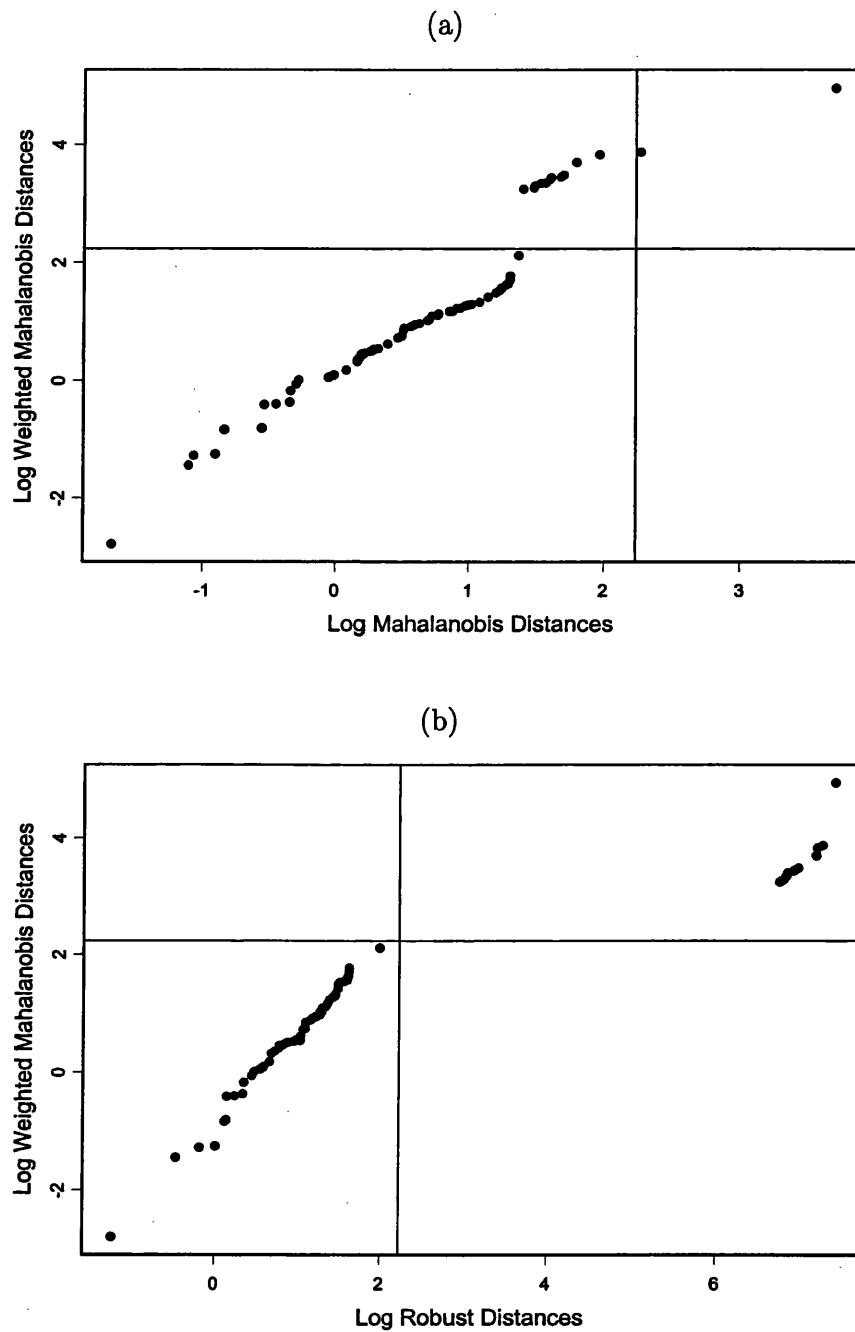 (a)
Log Weighted Mahalanobis Distances
4
2
0
-2
-1 0 1 2 3
Log Mahalanobis Distances
(b)
Log Weighted Mahalanobis Distances
4
2
0
-2
0 2 4 6
Log Robust Distances